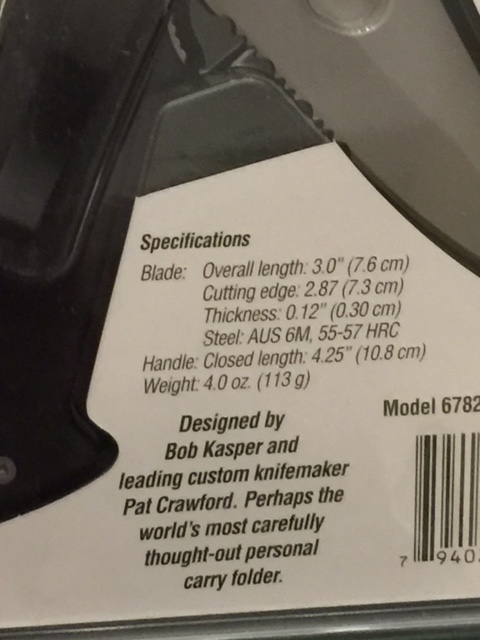 Specifications
Blade: Overall length: 3.0" (7.6 cm)
Cutting edge: 2.87 (7.3 cm)
Thickness: 0.12" (0.30 cm)
Steel: AUS 6M, 55-57 HRC
Handle: Closed length: 4.25" (10.8 cm)
Weight: 4.0 oz. (113 g)
Model 6782
Designed by
Bob Kasper and
leading custom knifemaker
Pat Crawford. Perhaps the
world's most carefully
thought-out personal
carry folder.
7 940